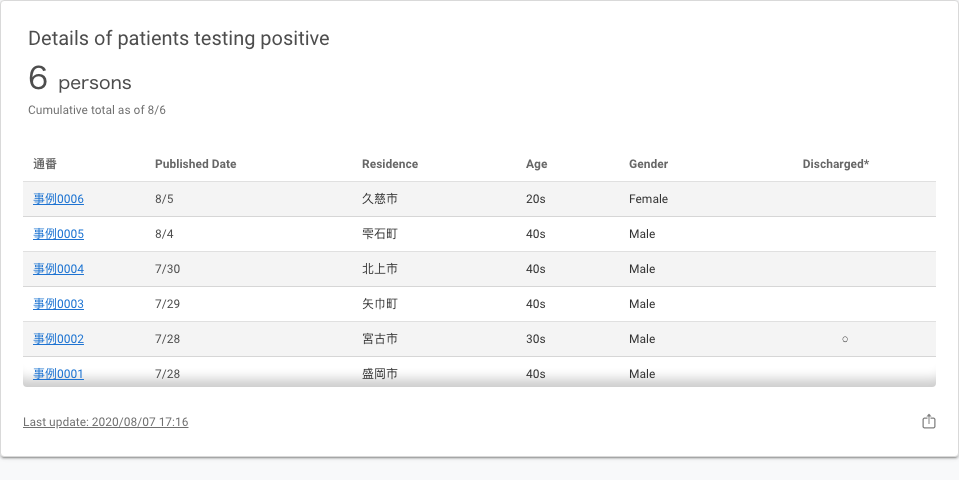 Details of patients testing positive
6 persons
Cumulative total as of 8/6
通番 Published Date Residence Age Gender Discharged*
事例0006 8/5 久慈市 20s Female
事例0005 8/4 雫石町 40s Male
事例0004 7/30 北上市 40s Male
事例0003 7/29 矢巾町 40s Male
事例0002 7/28 宮古市 30s Male ○
事例0001 7/28 盛岡市 40s Male
Last update: 2020/08/07 17:16